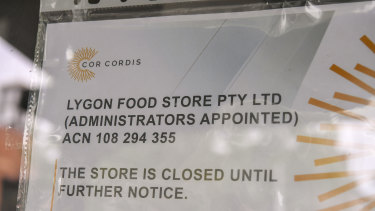 COR CORDIS
LYGON FOOD STORE PTY LTD
(ADMINISTRATORS APPOINTED)
ACN 108 294 355
THE STORE IS CLOSED UNTIL
FURTHER NOTICE.